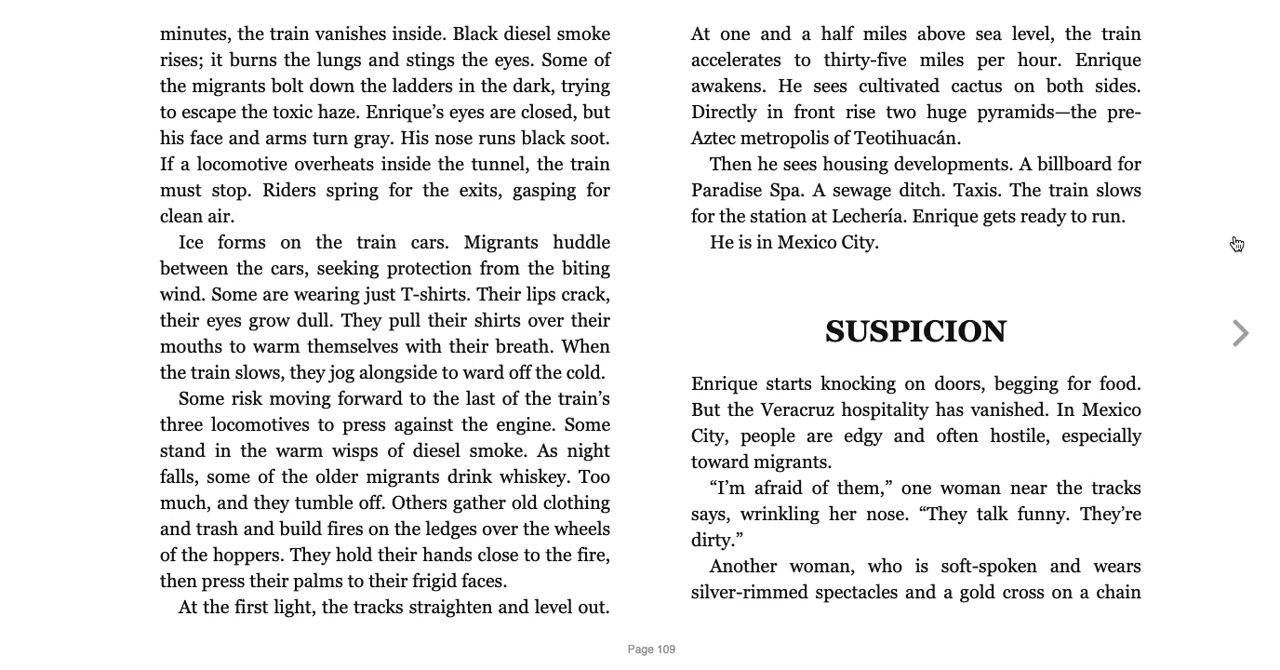 minutes, the train vanishes inside. Black diesel smoke
rises; it burns the lungs and stings the eyes. Some of
the migrants bolt down the ladders in the dark, trying
to escape the toxic haze. Enrique’s eyes are closed, but
his face and arms turn gray. His nose runs black soot.
If a locomotive overheats inside the tunnel, the train
must stop. Riders spring for the exits, gasping for
clean air.
Ice forms on the train cars. Migrants huddle
between the cars, seeking protection from the biting
wind. Some are wearing just T-shirts. Their lips crack,
their eyes grow dull. They pull their shirts over their
mouths to warm themselves with their breath. When
the train slows, they jog alongside to ward off the cold.
Some risk moving forward to the last of the train’s
three locomotives to press against the engine. Some
stand in the warm wisps of diesel smoke. As night
falls, some of the older migrants drink whiskey. Too
much, and they tumble off. Others gather old clothing
and trash and build fires on the ledges over the wheels
of the hoppers. They hold their hands close to the fire,
then press their palms to their frigid faces.
At the first light, the tracks straighten and level out.
At one and a half miles above sea level, the train
accelerates to thirty-five miles per hour. Enrique
awakens. He sees cultivated cactus on both sides.
Directly in front rise two huge pyramids—the pre-
Aztec metropolis of Teotihuacán.
Then he sees housing developments. A billboard for
Paradise Spa. A sewage ditch. Taxis. The train slows
for the station at Lechería. Enrique gets ready to run.
He is in Mexico City.
SUSPICION
Enrique starts knocking on doors, begging for food.
But the Veracruz hospitality has vanished. In Mexico
City, people are edgy and often hostile, especially
toward migrants.
“I’m afraid of them,” one woman near the tracks
says, wrinkling her nose. “They talk funny. They’re
dirty.”
Another woman, who is soft-spoken and wears
silver-rimmed spectacles and a gold cross on a chain
Page 109